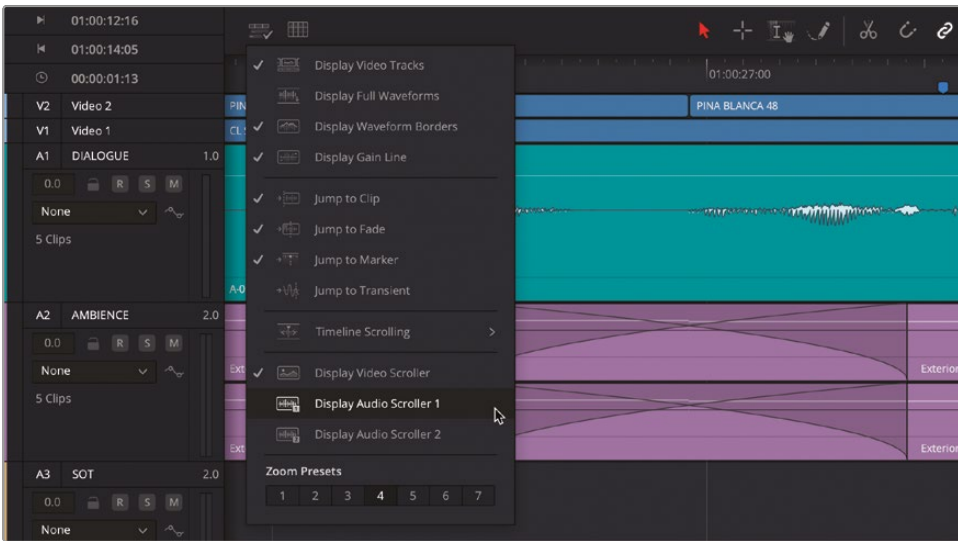 01:00:12:16
01:00:14:05
00:00:01:13
01:00:27:00
V2 Video 2
PIN
PINA BLANCA 48
V1 Video 1
CL S
A1 DIALOGUE 1.0
0.0 R S M
None
5 Clips
A-0
A2 AMBIENCE 2.0
0.0 R S M
None
Ext
Exterior
5 Clips
Ext
Exterior
A3 SOT 2.0
0.0 R S M
None
Display Video Tracks
Display Full Waveforms
Display Waveform Borders
Display Gain Line
Jump to Clip
Jump to Fade
Jump to Marker
Jump to Transient
Timeline Scrolling
Display Video Scroller
Display Audio Scroller 1
Display Audio Scroller 2
Zoom Presets
1 2 3 4 5 6 7